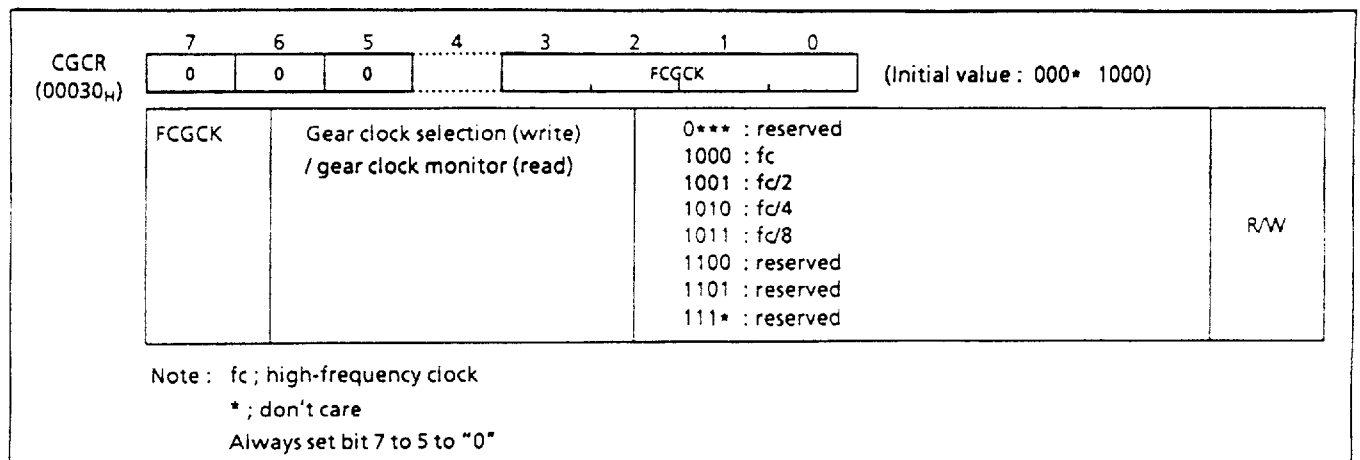 7 6 5 4 3 2 1 0
CGCR 0 0 0 FCGCK (Initial value : 000* 1000)
(00030H)
FCGCK Gear clock selection (write) 0*** : reserved
/ gear clock monitor (read) 1000 : fc
1001 : fc/2
1010 : fc/4
1011 : fc/8 R/W
1100 : reserved
1101 : reserved
111* : reserved
Note : fc ; high-frequency clock
* ; don't care
Always set bit 7 to 5 to "0"